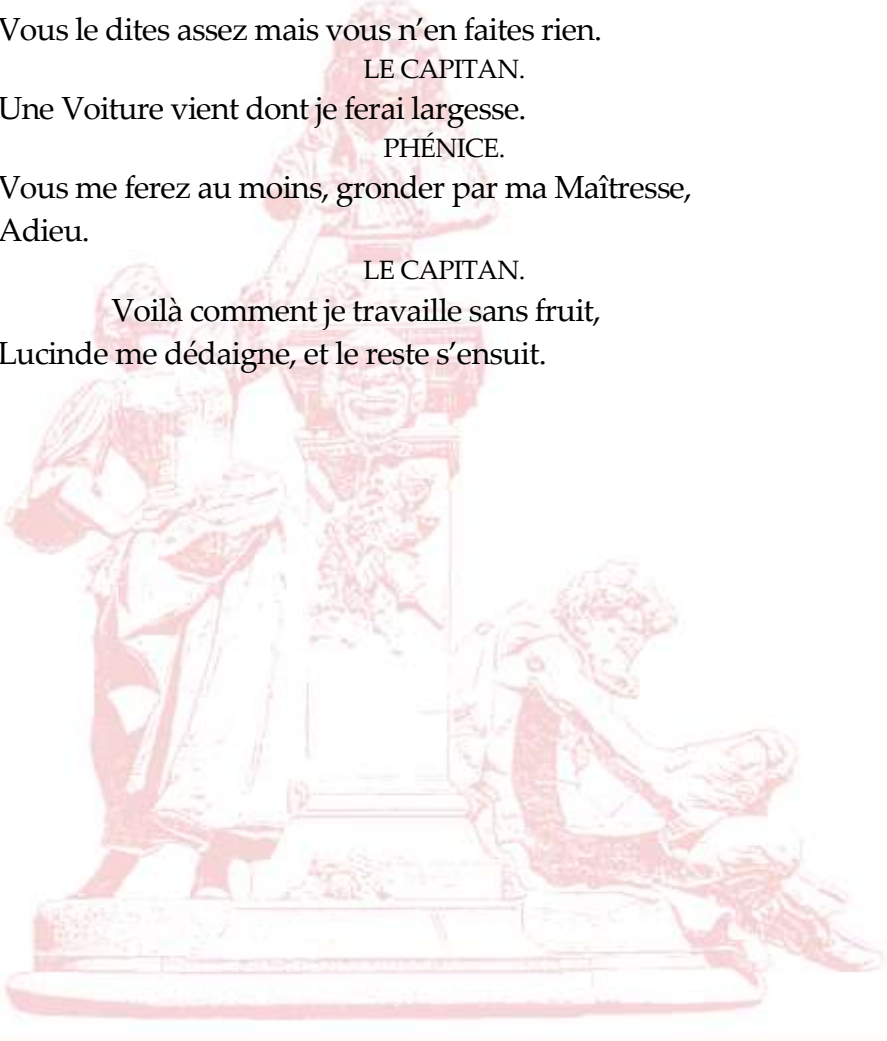 Vous le dites assez mais vous n’en faites rien.
LE CAPITAN.
Une Voiture vient dont je ferai largesse.
PHÉNICE.
Vous me ferez au moins, gronder par ma Maîtresse,
Adieu.
LE CAPITAN.
Voilà comment je travaille sans fruit,
Lucinde me dédaigne, et le reste s’ensuit.